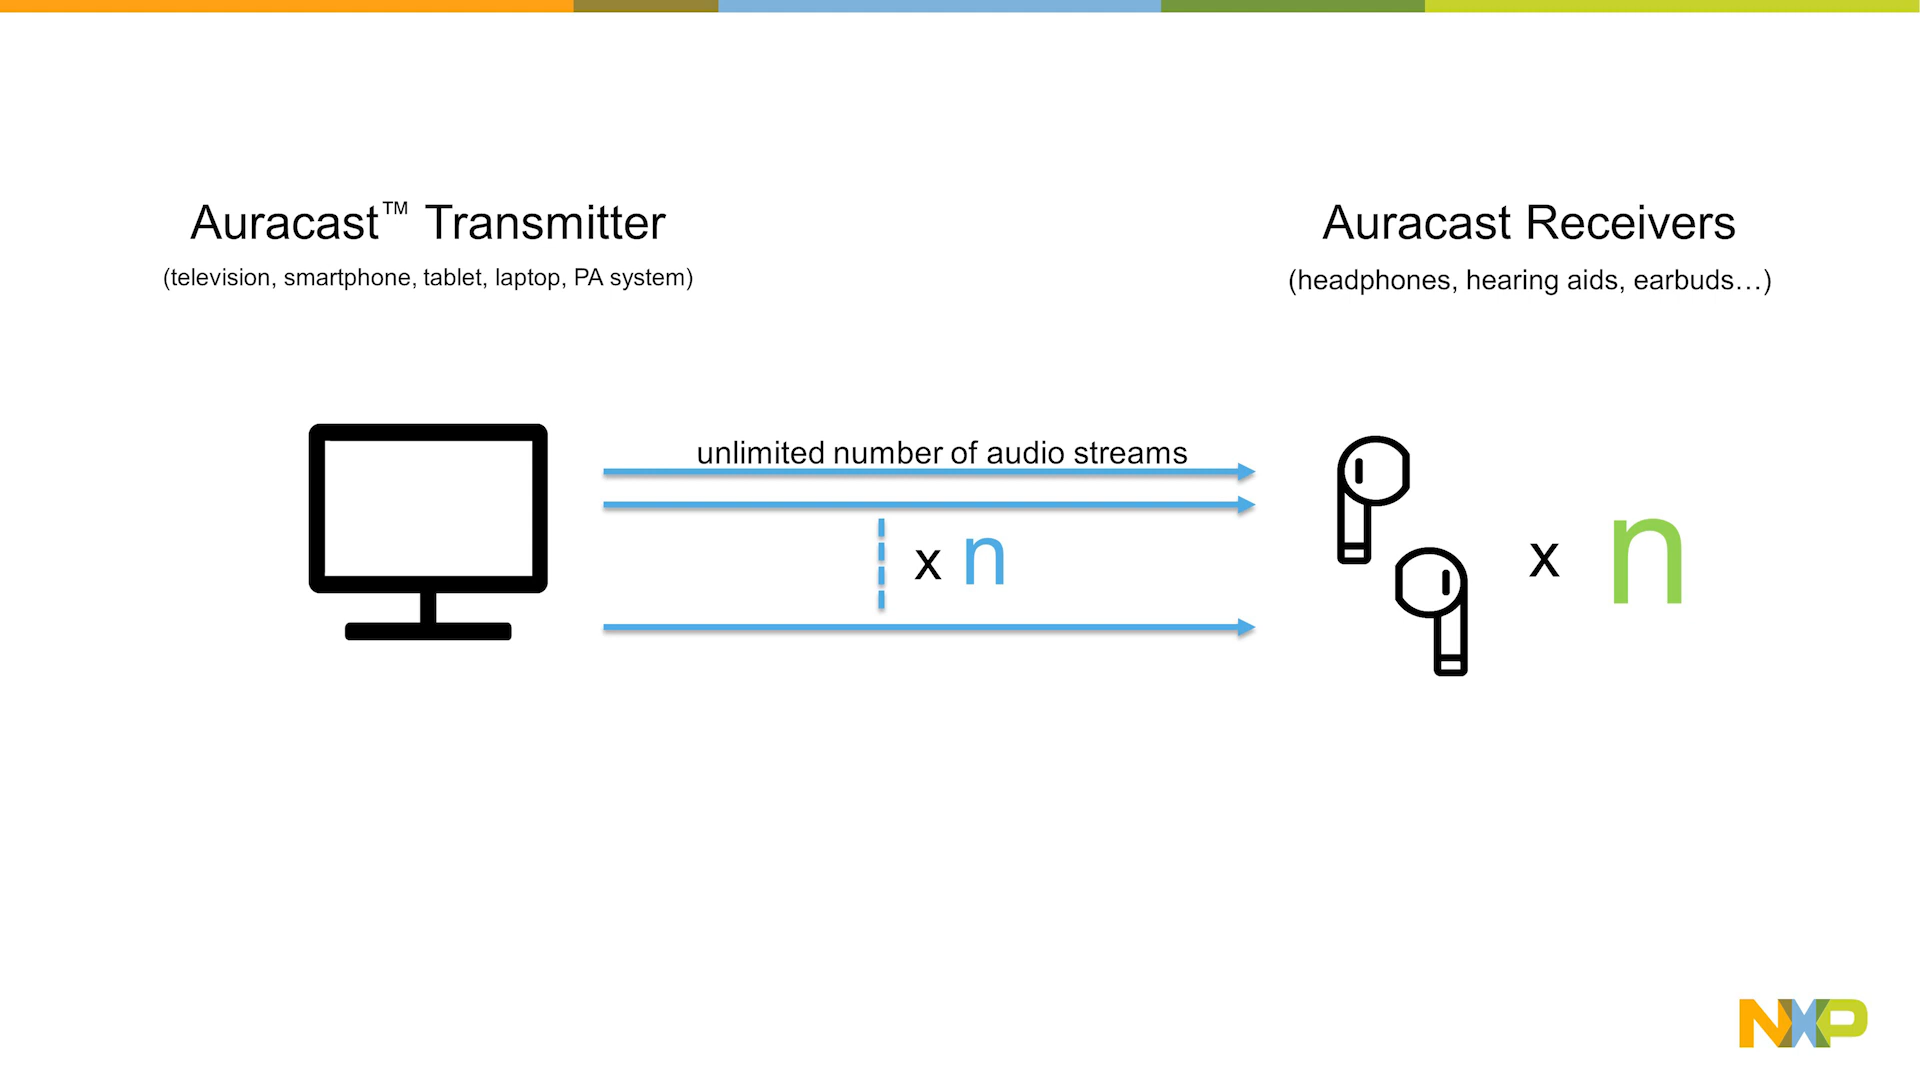 Auracast™ Transmitter
(television, smartphone, tablet, laptop, PA system)
Auracast Receivers
(headphones, hearing aids, earbuds…)
unlimited number of audio streams
x n
x n
NXP